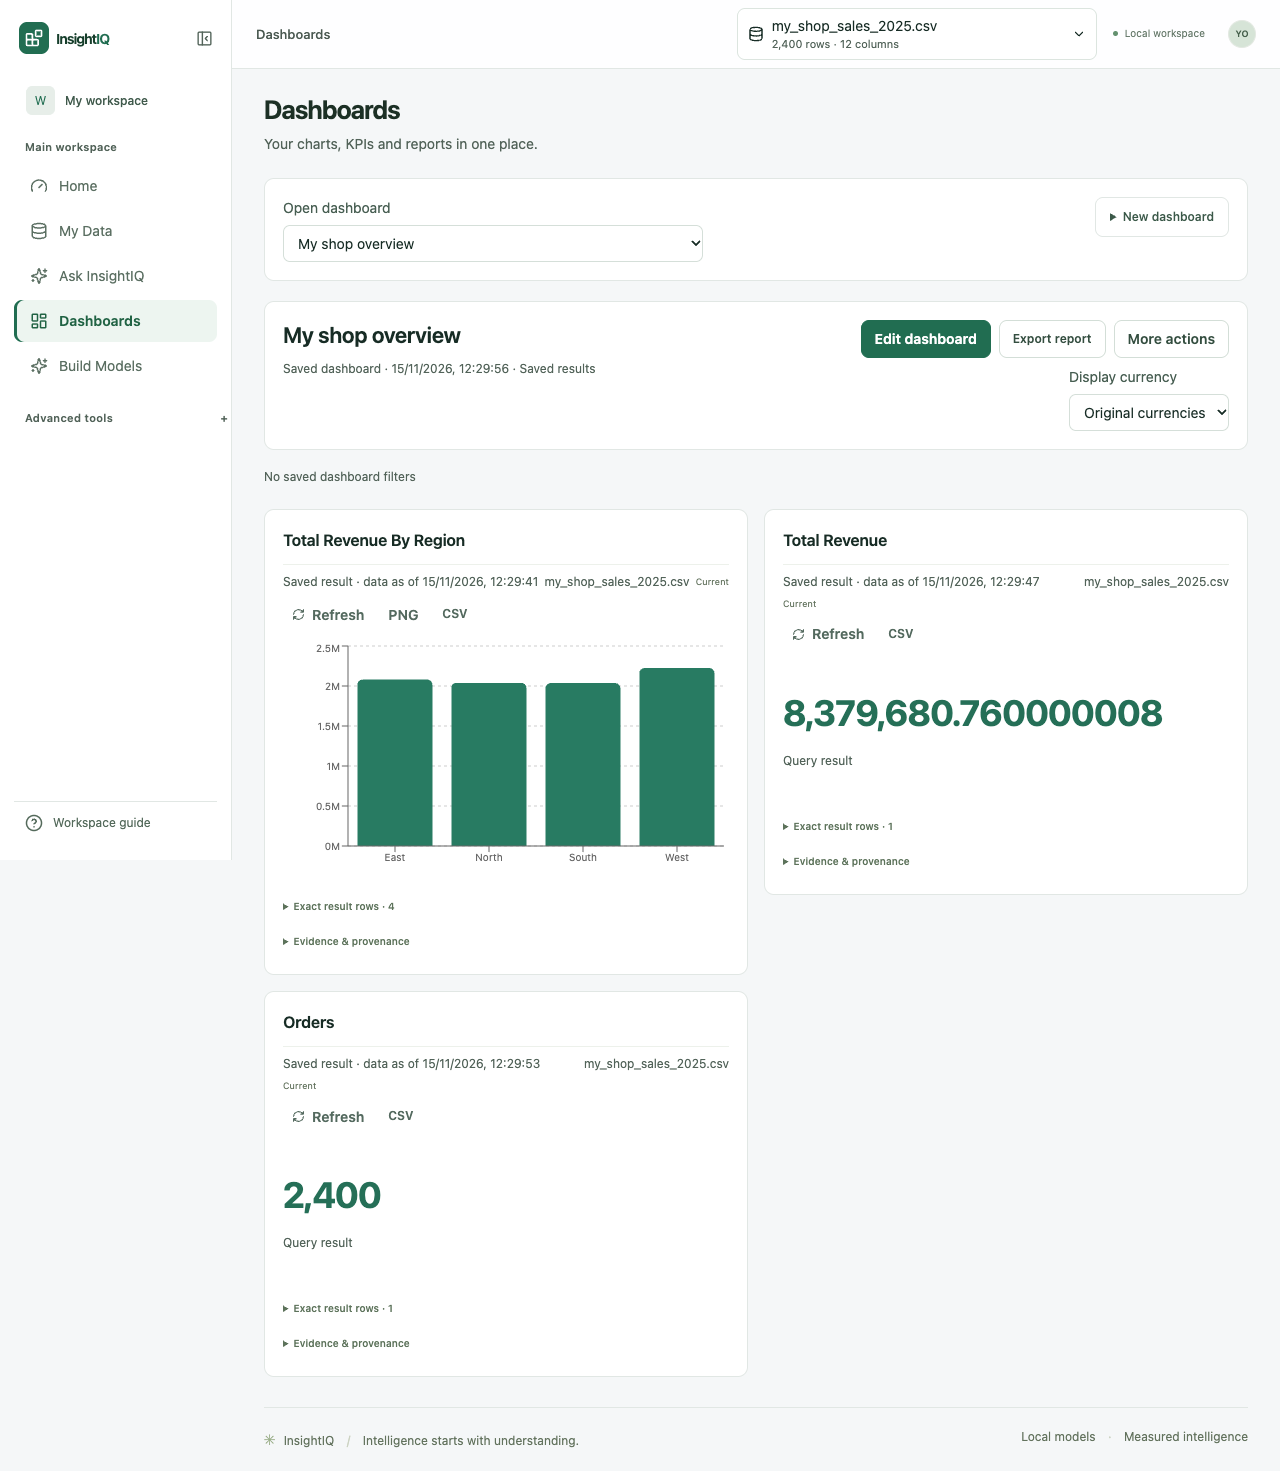 InsightIQ
W My workspace
Main workspace
Home
My Data
Ask InsightIQ
Dashboards
Build Models
Advanced tools +
Workspace guide
Dashboards
my_shop_sales_2025.csv
2,400 rows · 12 columns
Local workspace
YO
Dashboards
Your charts, KPIs and reports in one place.
Open dashboard
My shop overview
New dashboard
My shop overview
Saved dashboard · 15/11/2026, 12:29:56 · Saved results
Edit dashboard
Export report
More actions
Display currency
Original currencies
No saved dashboard filters
Total Revenue By Region
Saved result · data as of 15/11/2026, 12:29:41 my_shop_sales_2025.csv Current
Refresh PNG CSV
2.5M
2M
1.5M
1M
0.5M
0M
East North South West
Exact result rows · 4
Evidence & provenance
Total Revenue
Saved result · data as of 15/11/2026, 12:29:47 my_shop_sales_2025.csv
Current
Refresh CSV
8,379,680.760000008
Query result
Exact result rows · 1
Evidence & provenance
Orders
Saved result · data as of 15/11/2026, 12:29:53 my_shop_sales_2025.csv
Current
Refresh CSV
2,400
Query result
Exact result rows · 1
Evidence & provenance
InsightIQ / Intelligence starts with understanding.
Local models · Measured intelligence